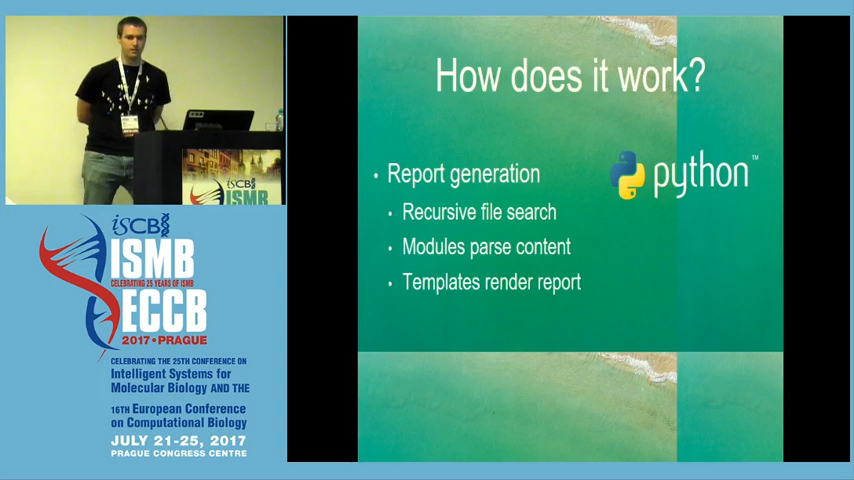 iSCB
ISMB
iSCB
ISMB
CELEBRATING 25 YEARS OF ISMB
ECCB
2017 • PRAGUE
CELEBRATING THE 25TH CONFERENCE ON
Intelligent Systems for
Molecular Biology AND THE
16TH European Conference
on Computational Biology
JULY 21-25, 2017
PRAGUE CONGRESS CENTRE
How does it work?
• Report generation
• Recursive file search
• Modules parse content
• Templates render report
python™